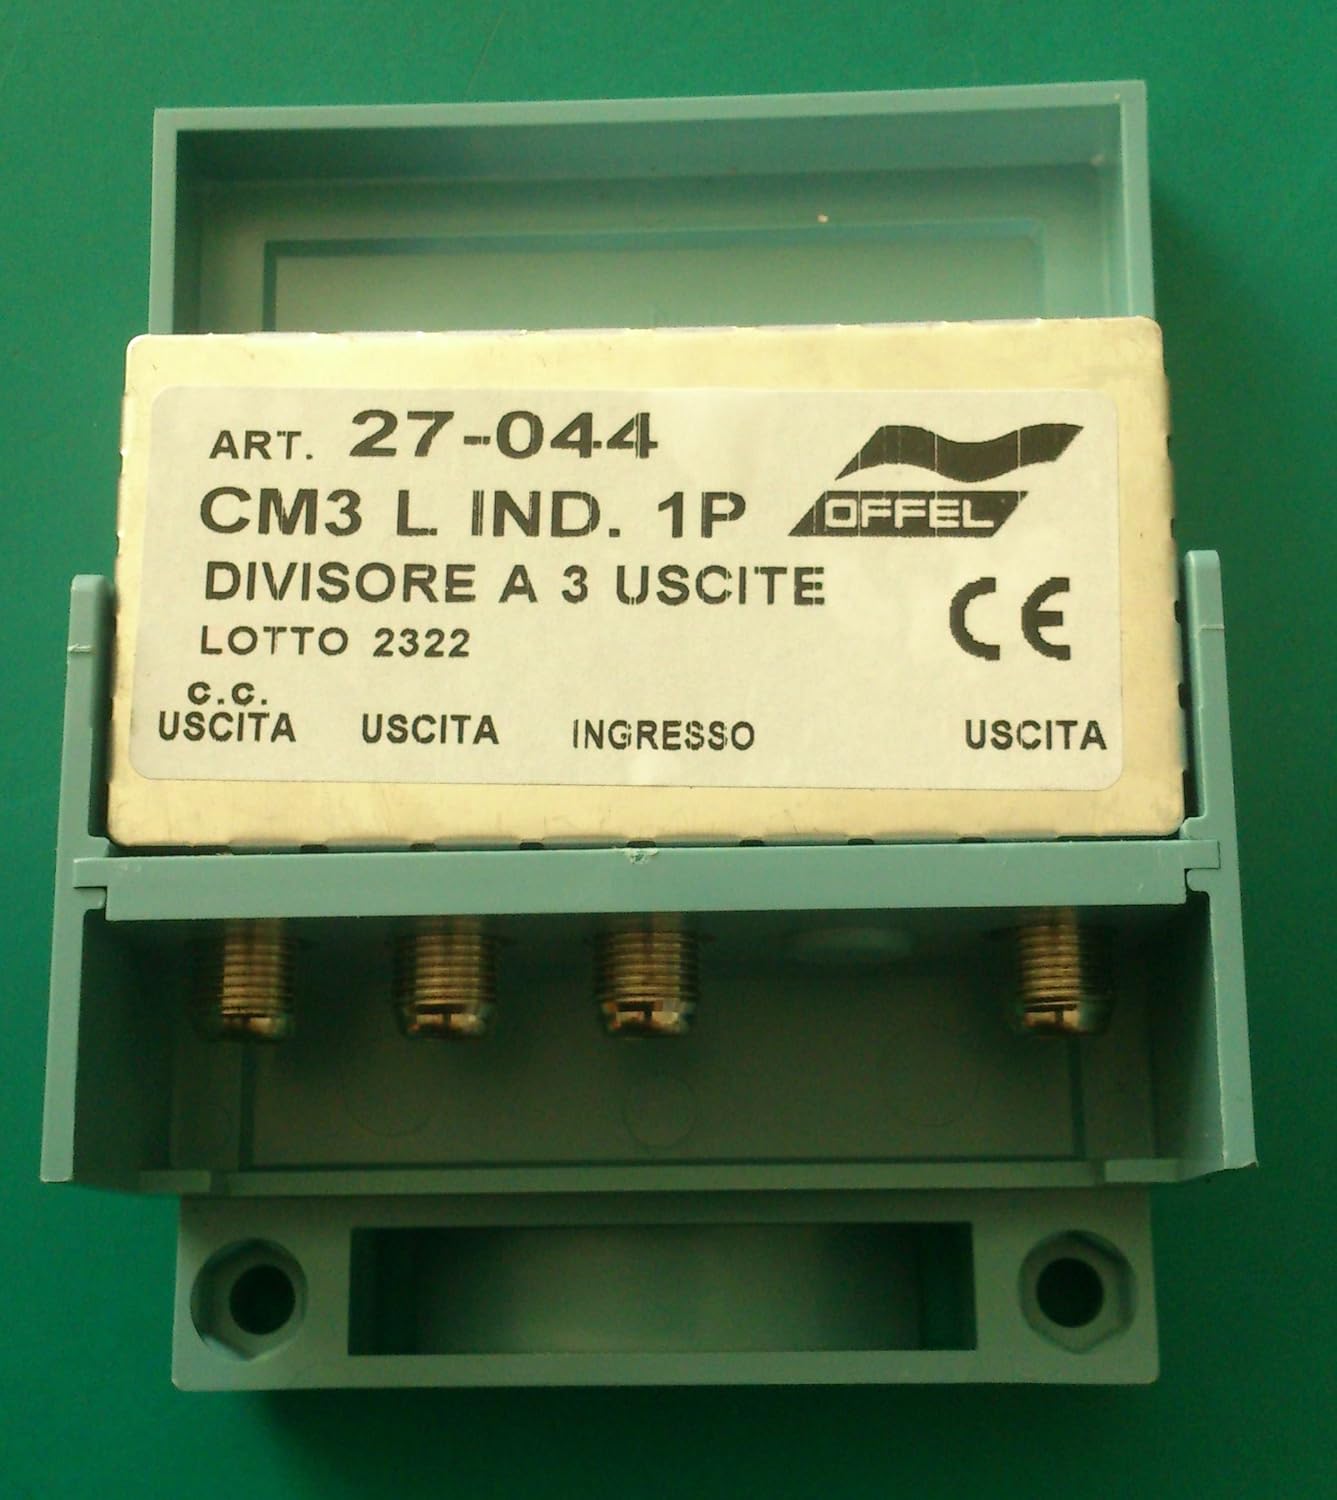 ART. 27-044
CM3 L IND. 1P
OFFEL
DIVISORE A 3 USCITE
CE
LOTTO 2322
C.C.
USCITA USCITA INGRESSO USCITA